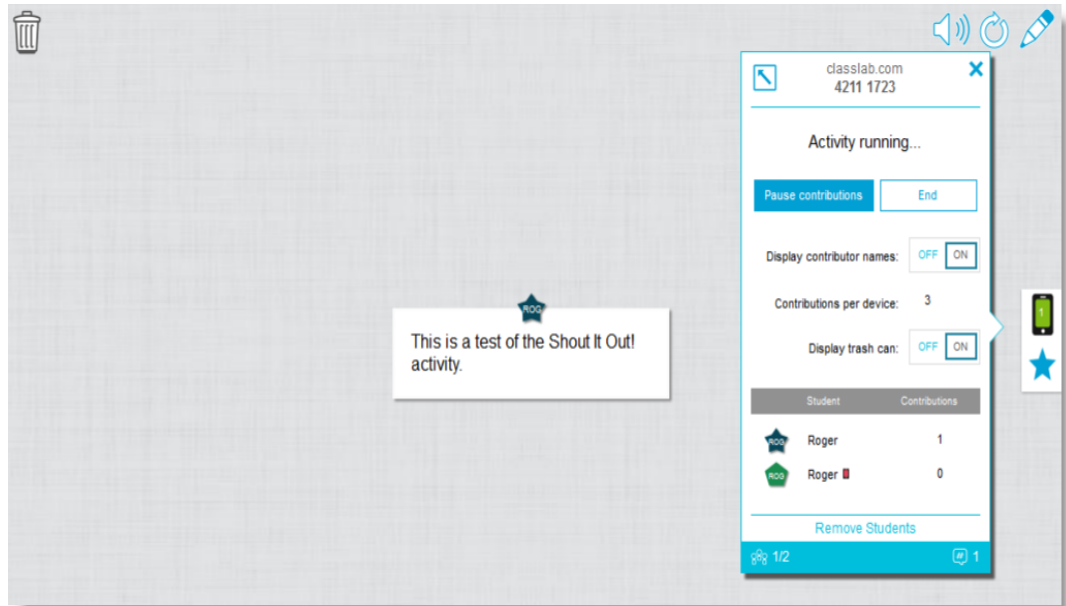 classlab.com
4211 1723
Activity running...
Pause contributions End
Display contributor names: OFF ON
Contributions per device: 3
1
Display trash can: OFF ON
ROG
This is a test of the Shout It Out!
activity.
Student Contributions
ROG Roger 1
ROG Roger 0
Remove Students
1/2 # 1